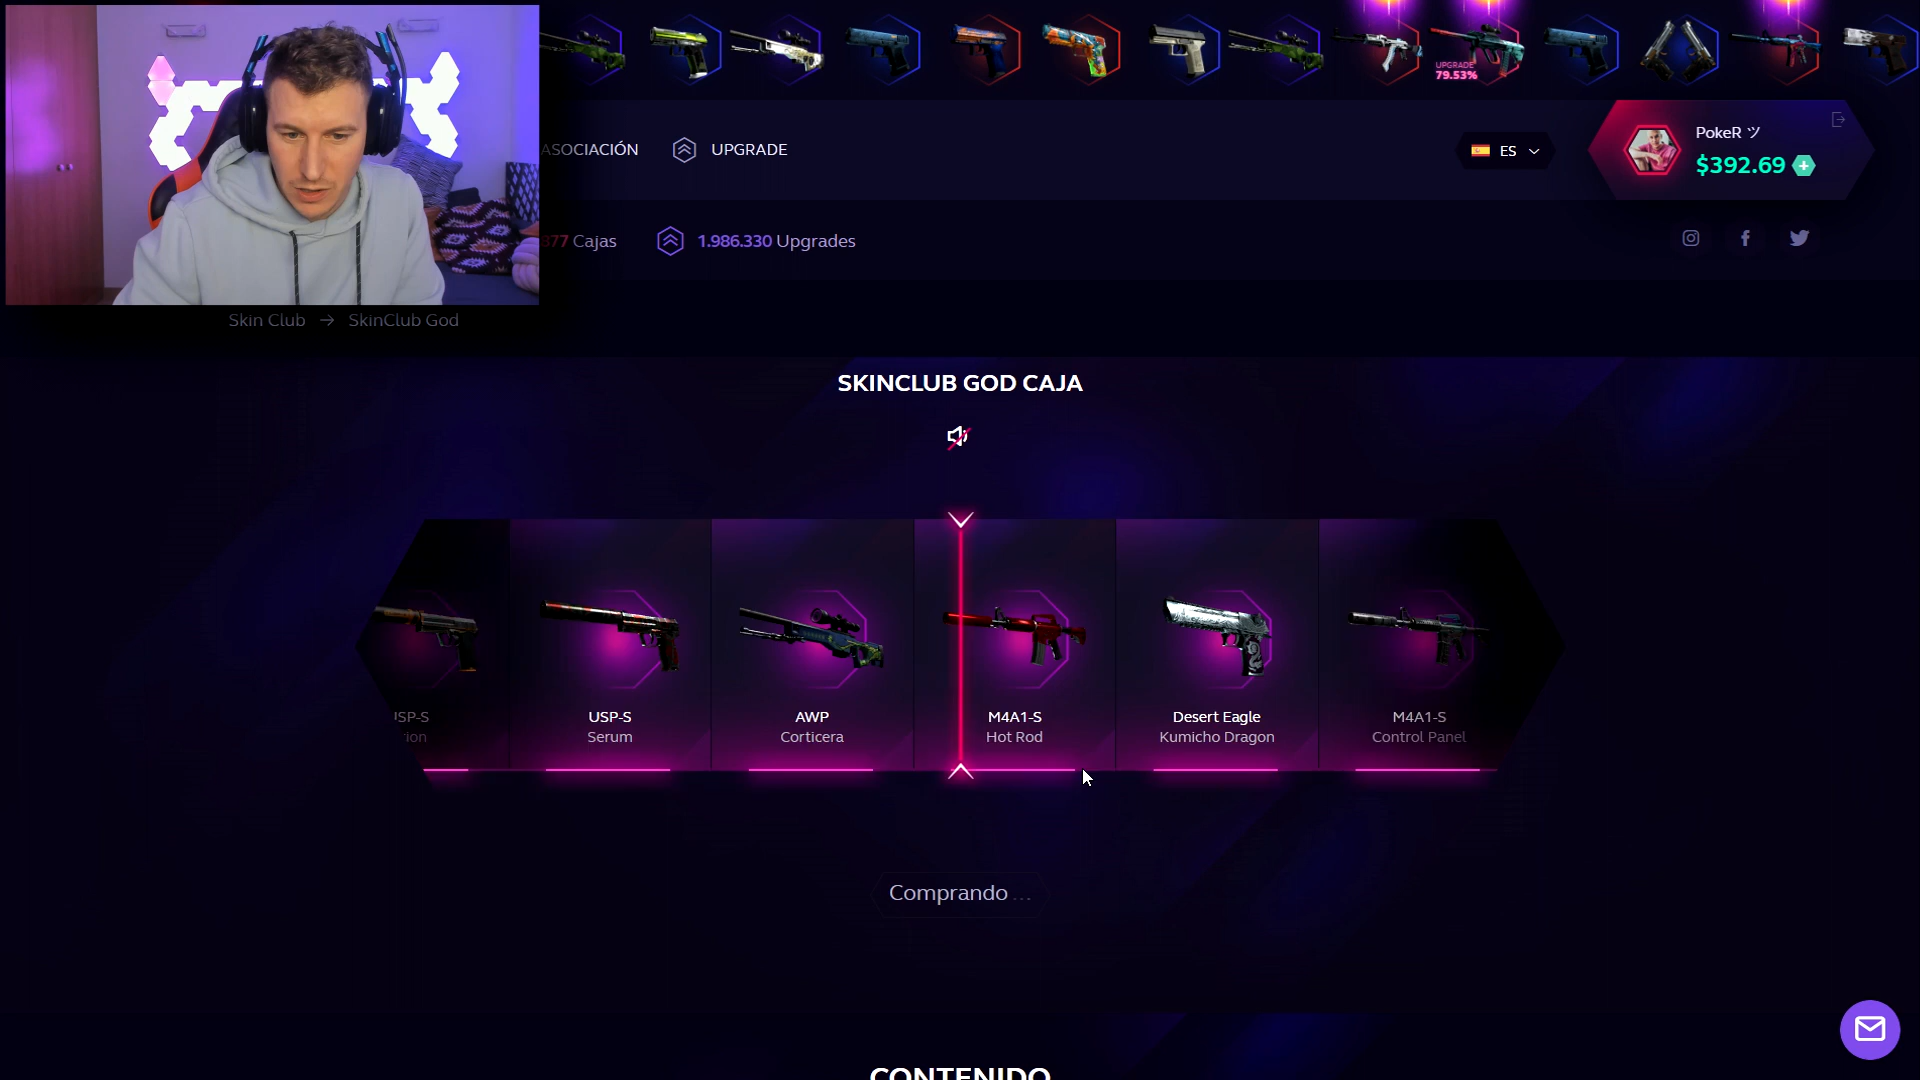 UPGRADE
79.53%
ASOCIACIÓN
UPGRADE
ES
PokeR ツ
$392.69
877 Cajas
1.986.330 Upgrades
Skin Club → SkinClub God
SKINCLUB GOD CAJA
USP-S
Serum
AWP
Corticera
M4A1-S
Hot Rod
Desert Eagle
Kumicho Dragon
M4A1-S
Control Panel
Comprando ...
CONTENIDO